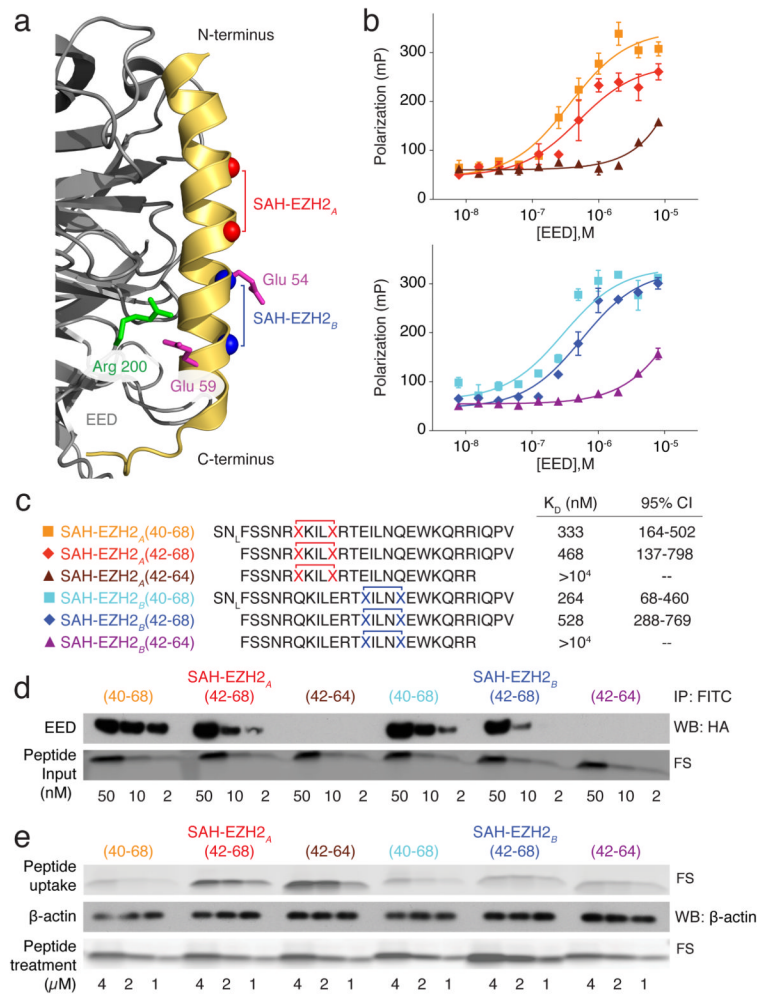 a
N-terminus
SAH-EZH2A
Glu 54
SAH-EZH2B
Arg 200
Glu 59
EED
C-terminus
b
Polarization (mP)
300
200
100
0
10⁻⁸ 10⁻⁷ 10⁻⁶ 10⁻⁵
[EED],M
Polarization (mP)
300
200
100
0
10⁻⁸ 10⁻⁷ 10⁻⁶ 10⁻⁵
[EED],M
c
KD (nM) 95% CI
SAH-EZH2A(40-68) SNLFSSNRXKILXRTEILNQEWKQRRIQPV 333 164-502
SAH-EZH2A(42-68) FSSNRXKILXRTEILNQEWKQRRIQPV 468 137-798
SAH-EZH2A(42-64) FSSNRXKILXRTEILNQEWKQRR >10⁴ --
SAH-EZH2B(40-68) SNLFSSNRQKILERTXILNXEWKQRRIQPV 264 68-460
SAH-EZH2B(42-68) FSSNRQKILERTXILNXEWKQRRIQPV 528 288-769
SAH-EZH2B(42-64) FSSNRQKILERTXILNXEWKQRR >10⁴ --
d
SAH-EZH2A SAH-EZH2B
(40-68) (42-68) (42-64) (40-68) (42-68) (42-64) IP: FITC
EED WB: HA
Peptide Input (nM) FS
50 10 2 50 10 2 50 10 2 50 10 2 50 10 2 50 10 2
e
SAH-EZH2A SAH-EZH2B
(40-68) (42-68) (42-64) (40-68) (42-68) (42-64)
Peptide uptake FS
β-actin WB: β-actin
Peptide treatment FS
(μM) 4 2 1 4 2 1 4 2 1 4 2 1 4 2 1 4 2 1